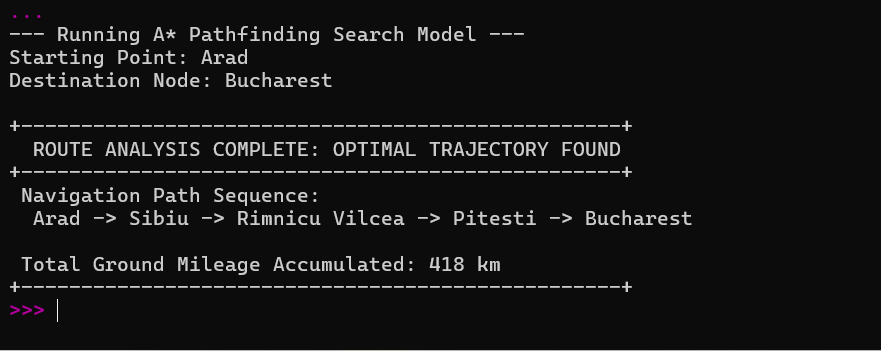 ...
--- Running A* Pathfinding Search Model ---
Starting Point: Arad
Destination Node: Bucharest
+--------------------------------------------------+
ROUTE ANALYSIS COMPLETE: OPTIMAL TRAJECTORY FOUND
+--------------------------------------------------+
Navigation Path Sequence:
Arad -> Sibiu -> Rimnicu Vilcea -> Pitesti -> Bucharest
Total Ground Mileage Accumulated: 418 km
+--------------------------------------------------+
>>>